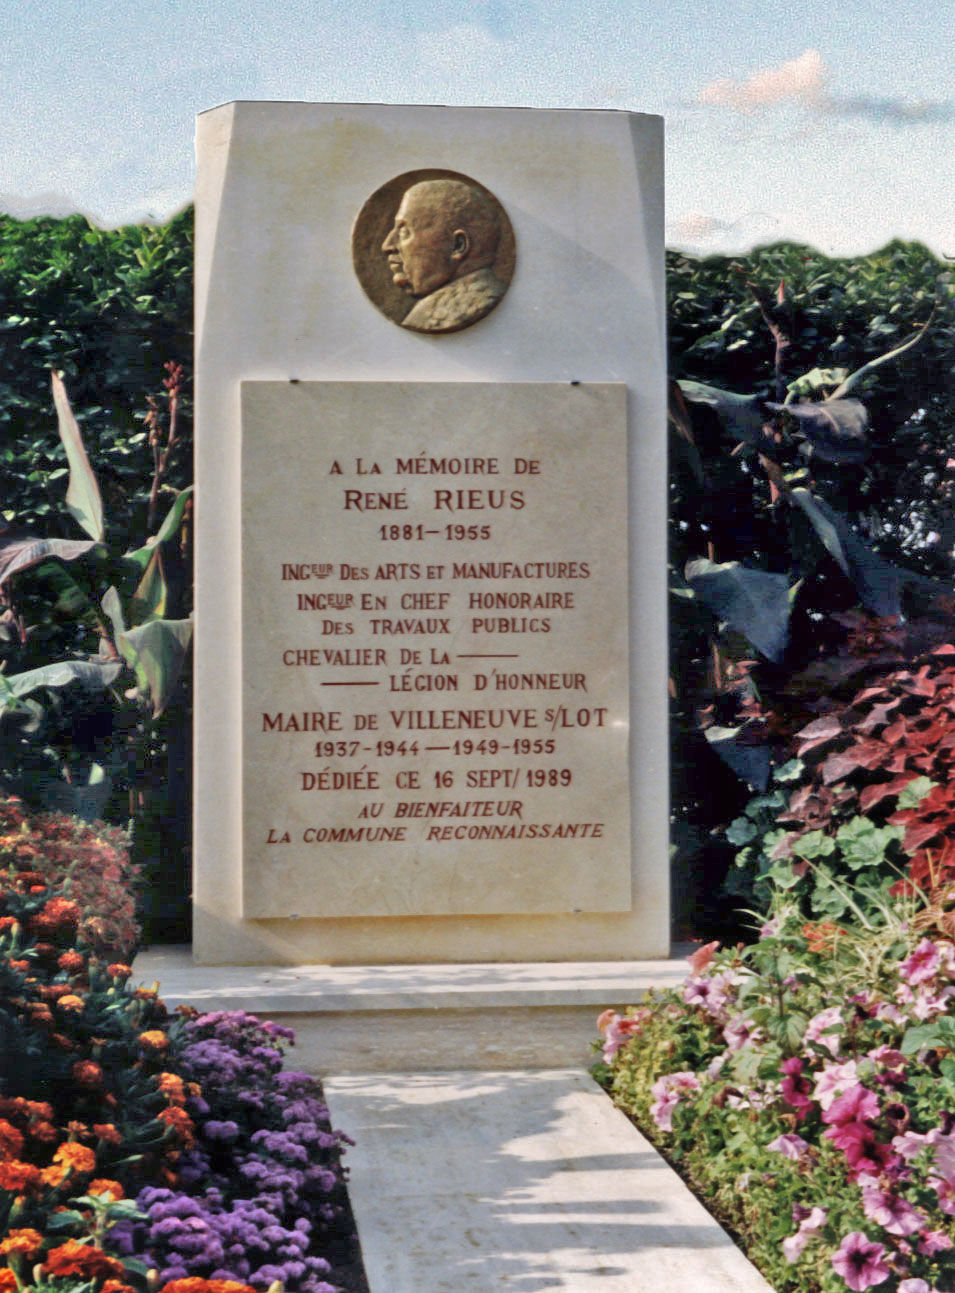 A LA MÉMOIRE DE
RENÉ RIEUS
1881-1955
INGEUR DES ARTS ET MANUFACTURES
INGEUR EN CHEF HONORAIRE
DES TRAVAUX PUBLICS
CHEVALIER DE LA —
— LÉGION D'HONNEUR
MAIRE DE VILLENEUVE S/LOT
1937-1944—1949-1955
DÉDIÉE CE 16 SEPT/1989
AU BIENFAITEUR
LA COMMUNE RECONNAISSANTE